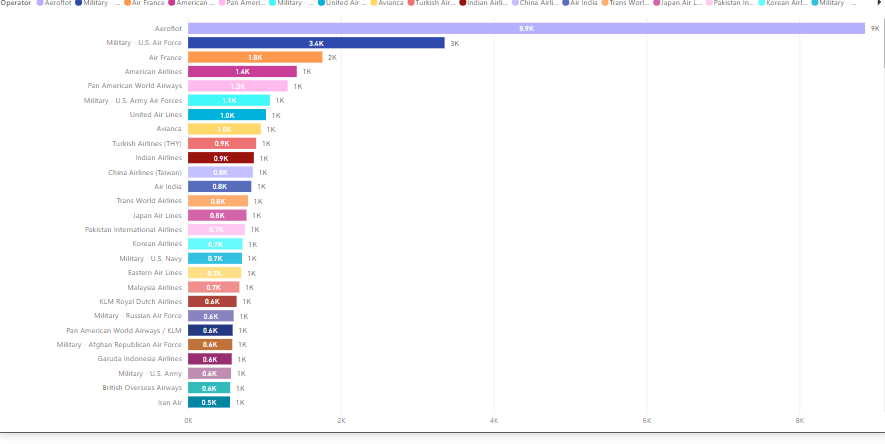 Operator Aeroflot Military - ... Air France American ... Pan Ameri... Military - ... United Air ... Avianca Turkish Air... Indian Airli... China Airli... Air India Trans Worl... Japan Air L... Pakistan In... Korean Airl... Military - ...
Aeroflot 8.9K 9K
Military - U.S. Air Force 3.4K 3K
Air France 1.8K 2K
American Airlines 1.4K 1K
Pan American World Airways 1.3K 1K
Military - U.S. Army Air Forces 1.1K 1K
United Air Lines 1.0K 1K
Avianca 1.0K 1K
Turkish Airlines (THY) 0.9K 1K
Indian Airlines 0.9K 1K
China Airlines (Taiwan) 0.8K 1K
Air India 0.8K 1K
Trans World Airlines 0.8K 1K
Japan Air Lines 0.8K 1K
Pakistan International Airlines 0.7K 1K
Korean Airlines 0.7K 1K
Military - U.S. Navy 0.7K 1K
Eastern Air Lines 0.7K 1K
Malaysia Airlines 0.7K 1K
KLM Royal Dutch Airlines 0.6K 1K
Military - Russian Air Force 0.6K 1K
Pan American World Airways / KLM 0.6K 1K
Military - Afghan Republican Air Force 0.6K 1K
Garuda Indonesia Airlines 0.6K 1K
Military - U.S. Army 0.6K 1K
British Overseas Airways 0.6K 1K
Iran Air 0.5K 1K
0K 2K 4K 6K 8K